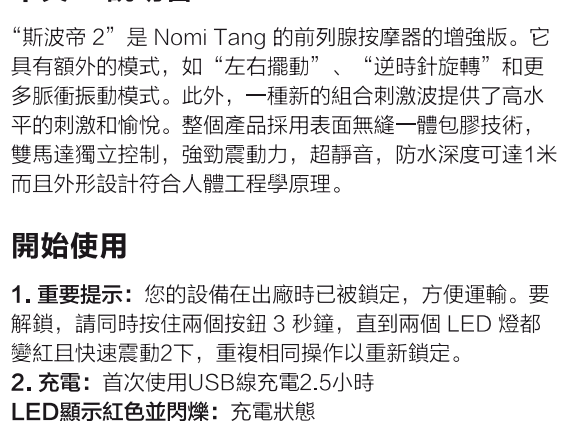 “斯波帝 2”是 Nomi Tang 的前列腺按摩器的增強版。它
具有額外的模式，如“左右擺動”、“逆時針旋轉”和更
多脈衝振動模式。此外，一種新的組合刺激波提供了高水
平的刺激和愉悅。整個產品採用表面無縫一體包膠技術，
雙馬達獨立控制，強勁震動力，超靜音，防水深度可達1米
而且外形設計符合人體工程學原理。
開始使用
1. 重要提示：您的設備在出廠時已被鎖定，方便運輸。要
解鎖，請同時按住兩個按鈕 3 秒鐘，直到兩個 LED 燈都
變紅且快速震動2下，重複相同操作以重新鎖定。
2. 充電：首次使用USB線充電2.5小時
LED顯示紅色並閃爍：充電狀態